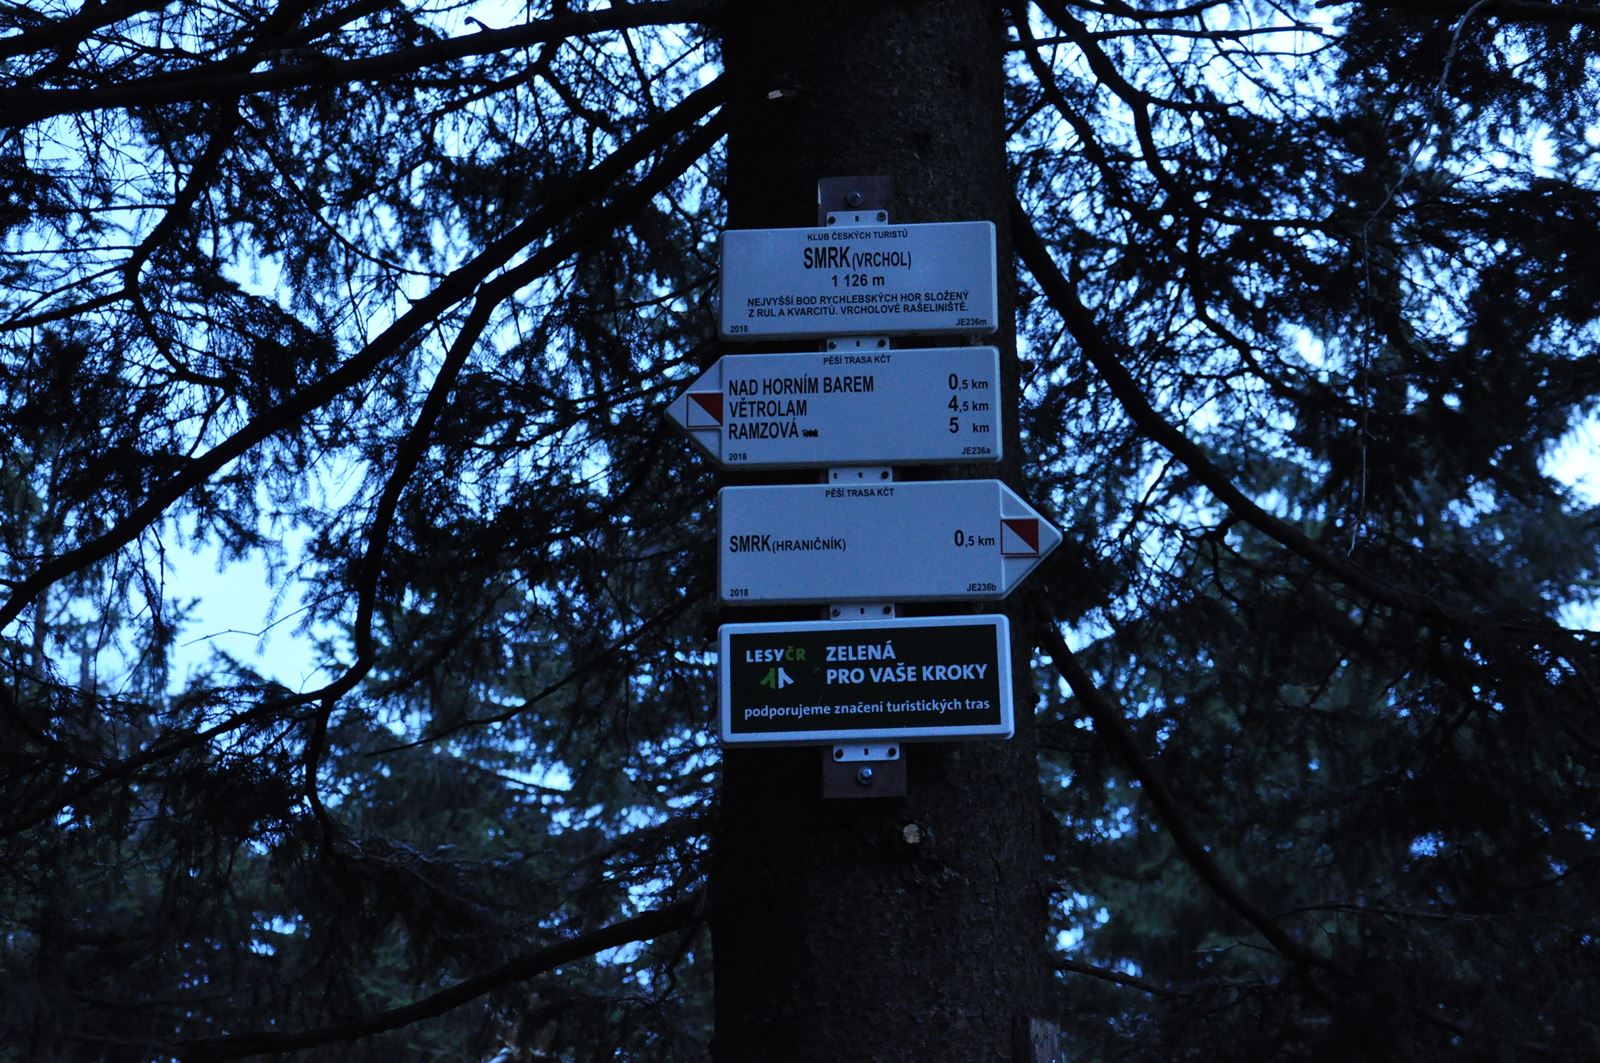 KLUB ČESKÝCH TURISTŮ
SMRK (VRCHOL)
1 126 m
NEJVYŠŠÍ BOD RYCHLEBSKÝCH HOR SLOŽENÝ
Z RUL A KVARCITŮ. VRCHOLOVÉ RAŠELINIŠTĚ.
2018 JE236m
PĚŠÍ TRASA KČT
NAD HORNÍM BAREM 0,5 km
VĚTROLAM 4,5 km
RAMZOVÁ 5 km
2018 JE236a
PĚŠÍ TRASA KČT
SMRK (HRANIČNÍK) 0,5 km
2018 JE236b
LESY ČR
ZELENÁ
PRO VAŠE KROKY
podporujeme značení turistických tras